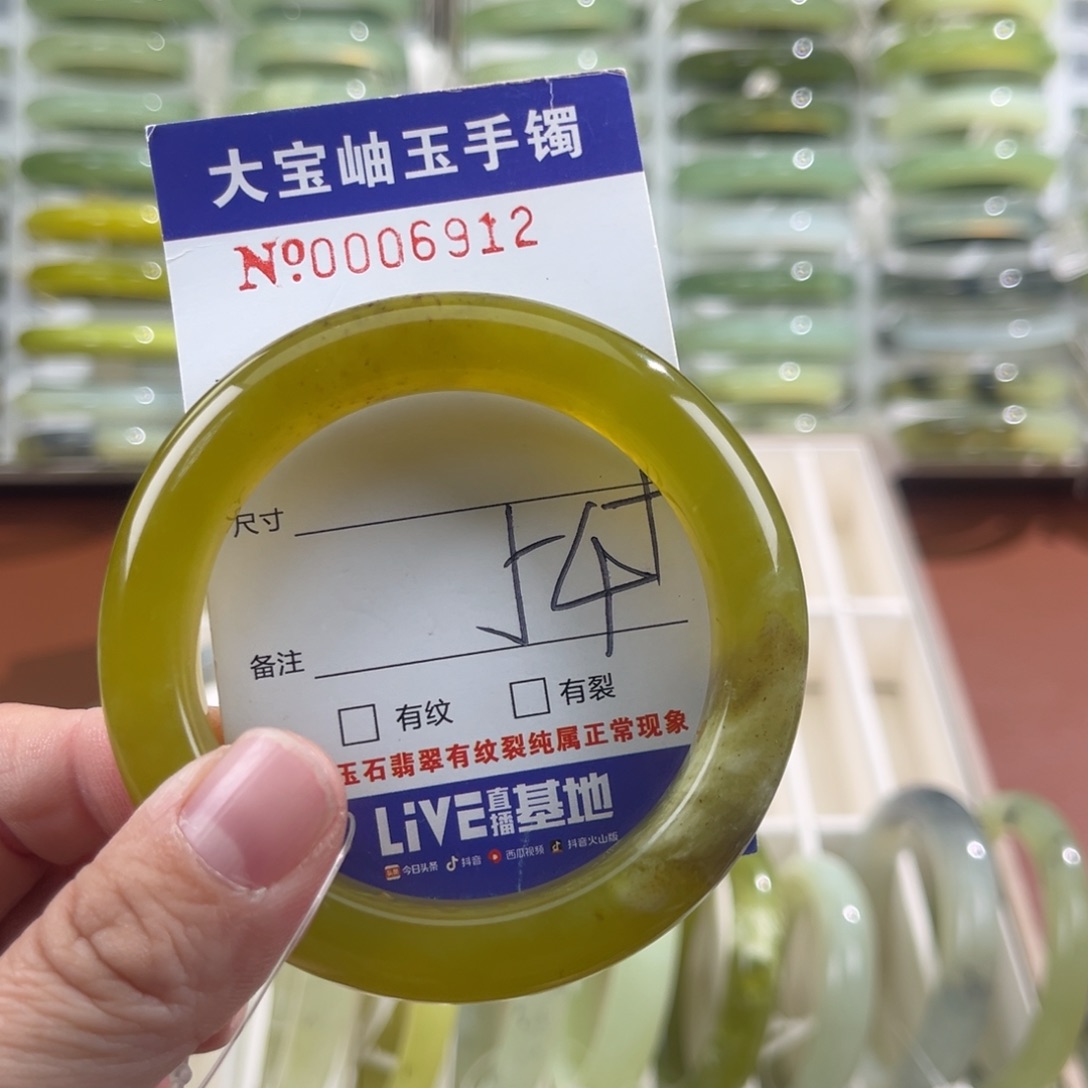 大宝岫玉手镯
Nº:0006912
尺寸
备注
有纹 有裂
玉石翡翠有纹裂纯属正常现象
LiVE直播基地
今日头条 抖音 西瓜视频 抖音火山版